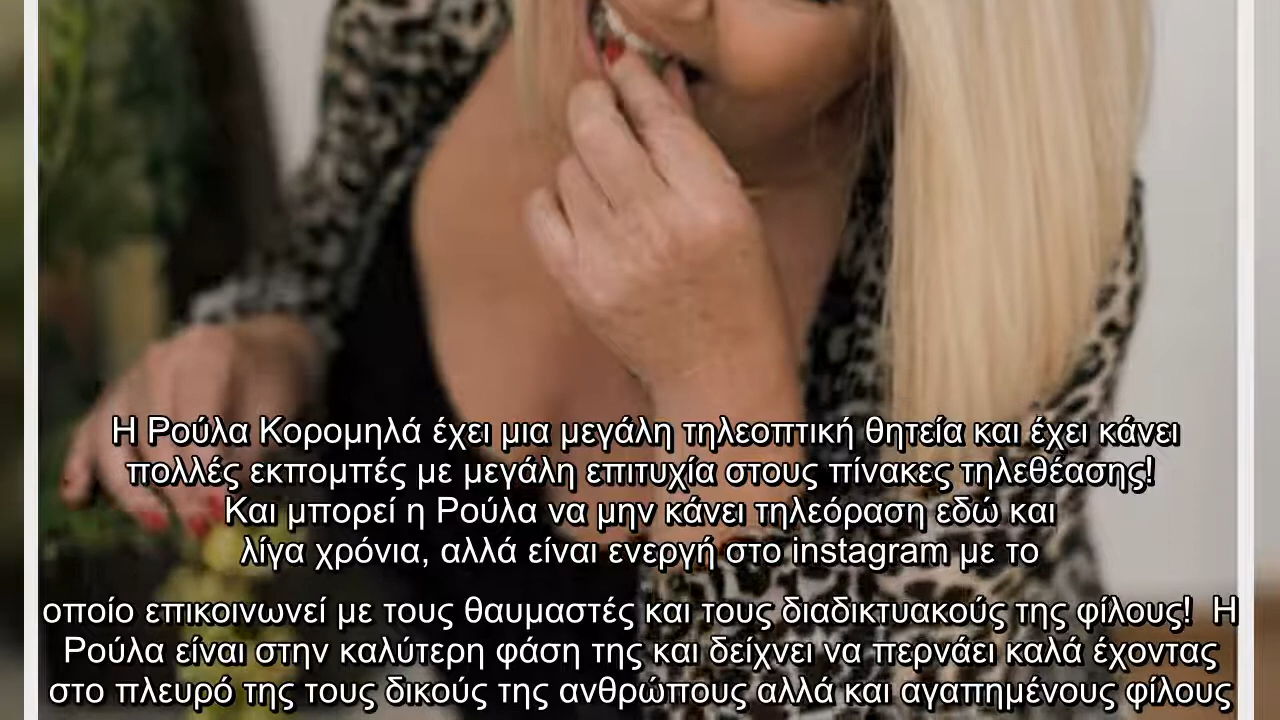 Η Ρούλα Κορομηλά έχει μια μεγάλη τηλεοπτική θητεία και έχει κάνει
πολλές εκπομπές με μεγάλη επιτυχία στους πίνακες τηλεθέασης!
Και μπορεί η Ρούλα να μην κάνει τηλεόραση εδώ και
λίγα χρόνια, αλλά είναι ενεργή στο instagram με το
οποίο επικοινωνεί με τους θαυμαστές και τους διαδικτυακούς της φίλους! Η
Ρούλα είναι στην καλύτερη φάση της και δείχνει να περνάει καλά έχοντας
στο πλευρό της τους δικούς της ανθρώπους αλλά και αγαπημένους φίλους